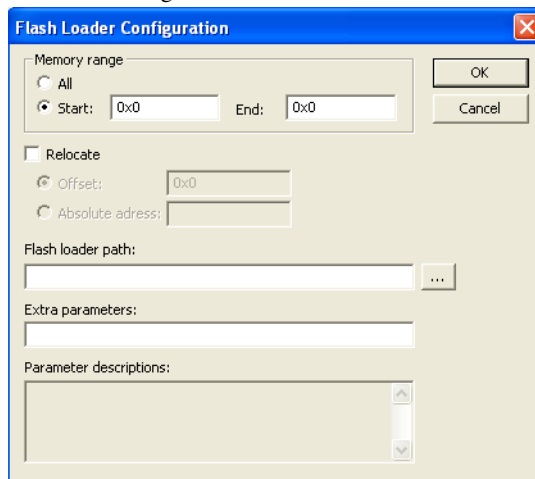 Flash Loader Configuration
Memory range
All
OK
Start: 0x0 End: 0x0
Cancel
Relocate
Offset: 0x0
Absolute adress:
Flash loader path:
...
Extra parameters:
Parameter descriptions: